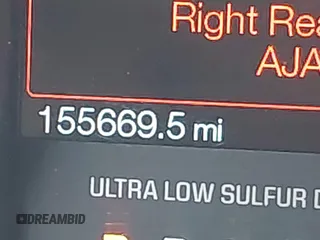 Right Rea
AJA
155669.5 mi
ULTRA LOW SULFUR D
DREAMBID